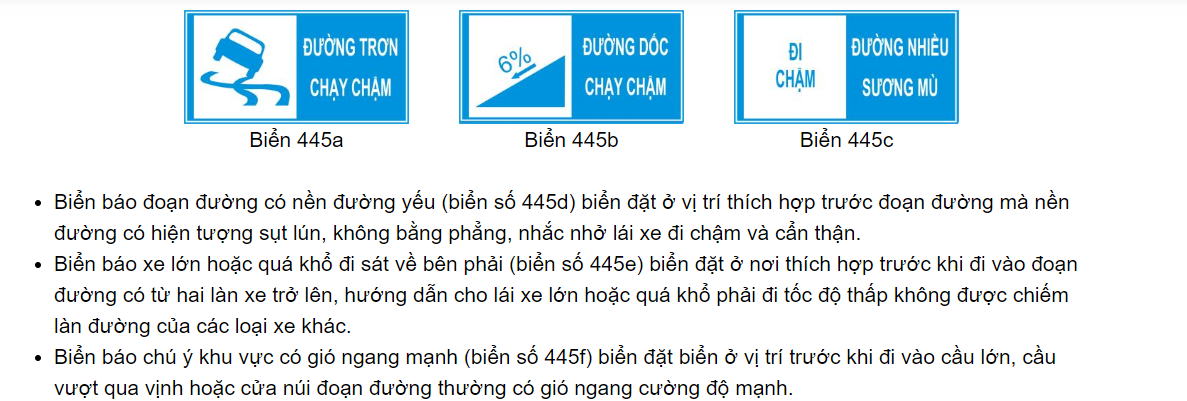 ĐƯỜNG TRƠN
CHẠY CHẬM
6%
ĐƯỜNG DỐC
CHẠY CHẬM
ĐI
CHẬM
ĐƯỜNG NHIỀU
SƯƠNG MÙ
Biển 445a
Biển 445b
Biển 445c
• Biển báo đoạn đường có nền đường yếu (biển số 445d) biển đặt ở vị trí thích hợp trước đoạn đường mà nền
đường có hiện tượng sụt lún, không bằng phẳng, nhắc nhở lái xe đi chậm và cẩn thận.
• Biển báo xe lớn hoặc quá khổ đi sát về bên phải (biển số 445e) biển đặt ở nơi thích hợp trước khi đi vào đoạn
đường có từ hai làn xe trở lên, hướng dẫn cho lái xe lớn hoặc quá khổ phải đi tốc độ thấp không được chiếm
làn đường của các loại xe khác.
• Biển báo chú ý khu vực có gió ngang mạnh (biển số 445f) biển đặt biển ở vị trí trước khi đi vào cầu lớn, cầu
vượt qua vịnh hoặc cửa núi đoạn đường thường có gió ngang cường độ mạnh.